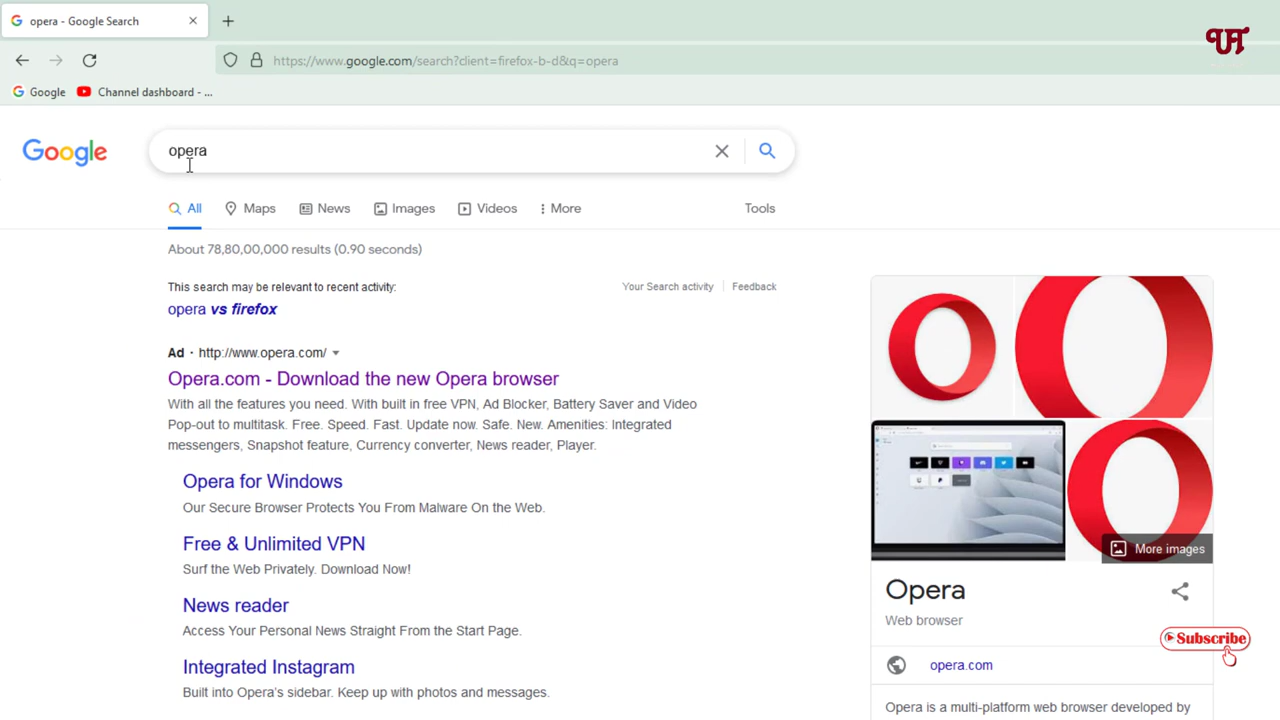 opera - Google Search
UT
https://www.google.com/search?client=firefox-b-d&q=opera
Google
Channel dashboard - ...
Google
opera
All
Maps
News
Images
Videos
More
Tools
About 78,80,00,000 results (0.90 seconds)
This search may be relevant to recent activity:
Your Search activity
Feedback
opera vs firefox
Ad · http://www.opera.com/
Opera.com - Download the new Opera browser
With all the features you need. With built in free VPN, Ad Blocker, Battery Saver and Video
Pop-out to multitask. Free. Speed. Fast. Update now. Safe. New. Amenities: Integrated
messengers, Snapshot feature, Currency converter, News reader, Player.
Opera for Windows
Our Secure Browser Protects You From Malware On the Web.
Free & Unlimited VPN
Surf the Web Privately. Download Now!
News reader
Access Your Personal News Straight From the Start Page.
Integrated Instagram
Built into Opera's sidebar. Keep up with photos and messages.
More images
Opera
Web browser
Subscribe
opera.com
Opera is a multi-platform web browser developed by